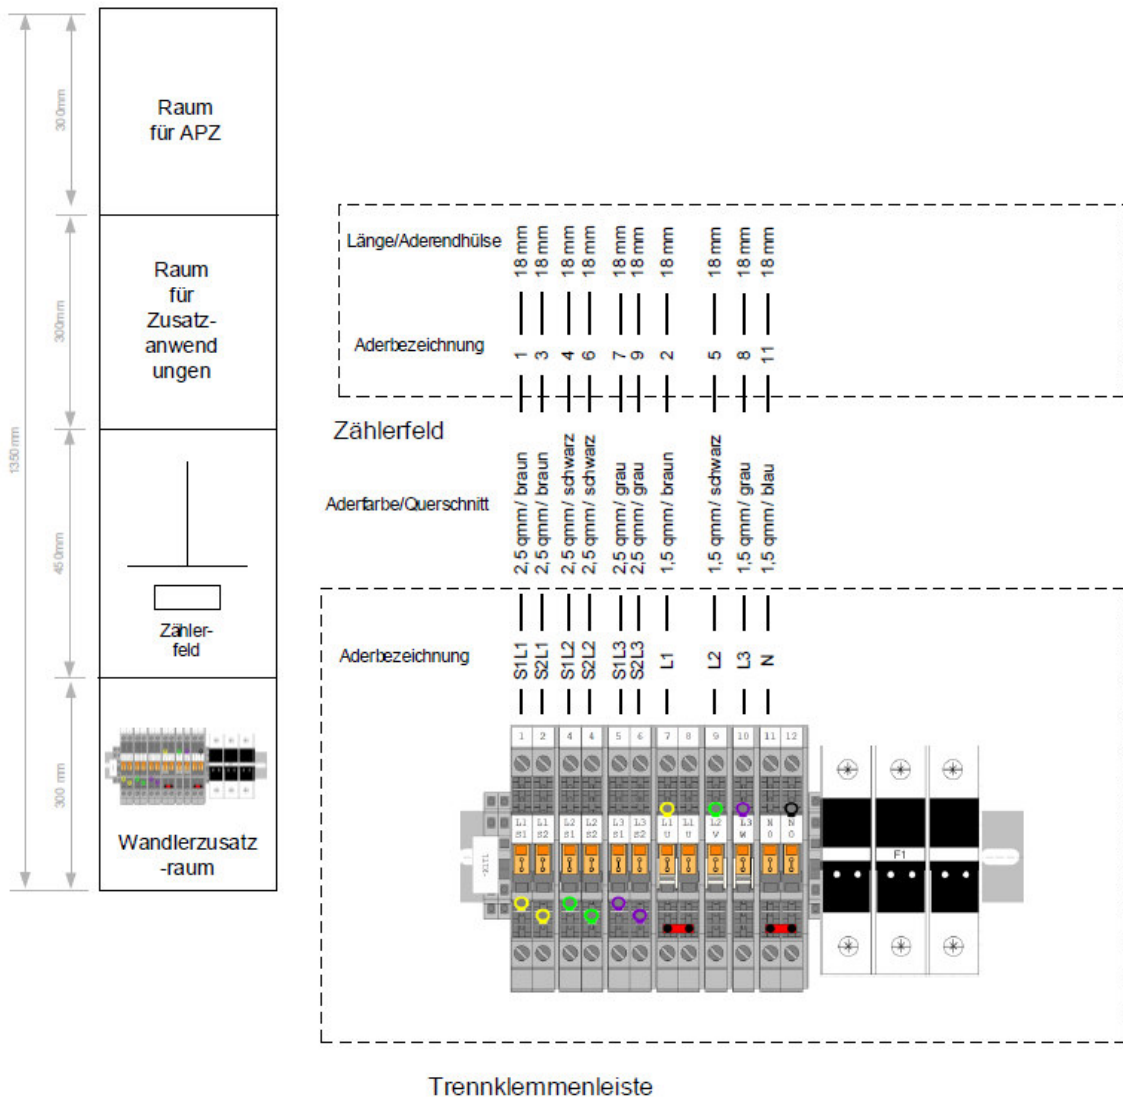 1350 mm
300mm
Raum
für APZ
300mm
Raum
für
Zusatz-
anwend
ungen
450mm
Zähler-
feld
300 mm
Wandlerzusatz
-raum
Länge/Aderendhülse
18 mm 18 mm 18 mm 18 mm 18 mm 18 mm 18 mm 18 mm 18 mm 18 mm
Aderbezeichnung
1 3 4 6 7 9 2 5 8 11
Zählerfeld
Aderfarbe/Querschnitt
2,5 qmm/ braun
2,5 qmm/ braun
2,5 qmm/ schwarz
2,5 qmm/ schwarz
2,5 qmm/ grau
2,5 qmm/ grau
1,5 qmm/ braun
1,5 qmm/ schwarz
1,5 qmm/ grau
1,5 qmm/ blau
Aderbezeichnung
S1L1 S2L1 S1L2 S2L2 S1L3 S2L3 L1 L2 L3 N
1 2 4 4 5 6 7 8 9 10 11 12
L1 L1 L2 L2 L3 L3 L1 L1 L2 L3 N N
S1 S2 S1 S2 S1 S2 U U V W 0 0
F1
Trennklemmenleiste